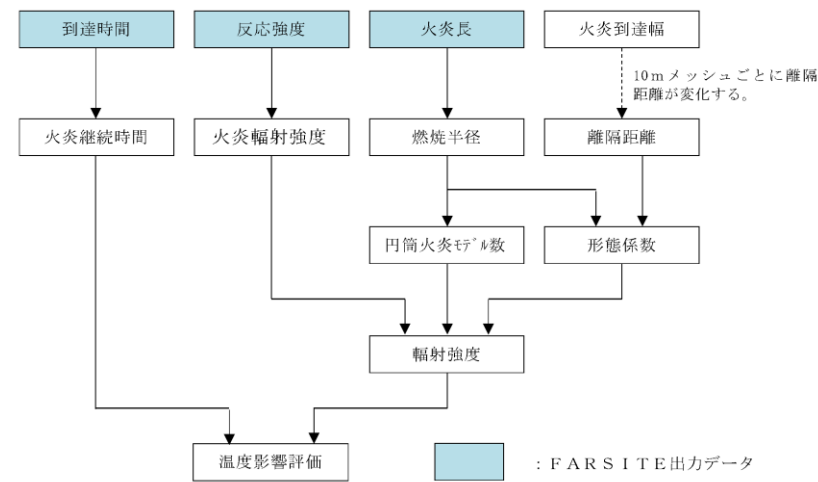 到達時間
反応強度
火炎長
火炎到達幅
10mメッシュごとに離隔
距離が変化する。
火炎継続時間
火炎輻射強度
燃焼半径
離隔距離
円筒火炎ﾓﾃﾞﾙ数
形態係数
輻射強度
温度影響評価
：ＦＡＲＳＩＴＥ出力データ